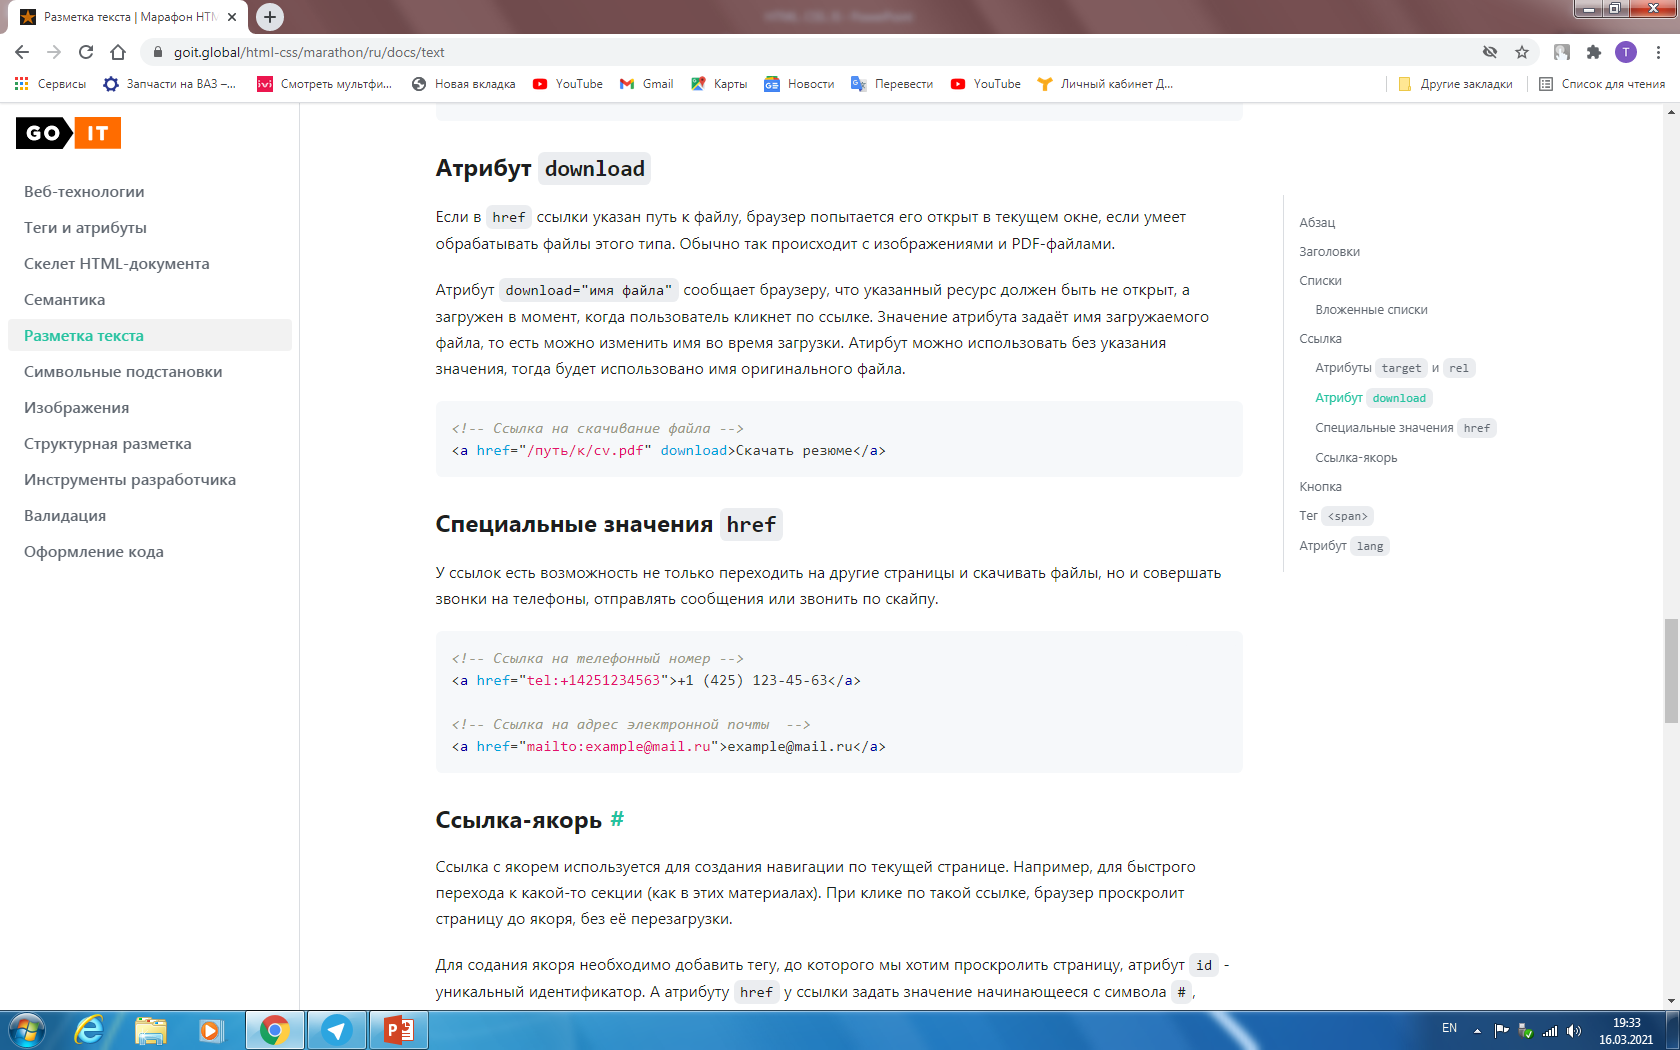 Разметка текста | Марафон HTM
goit.global/html-css/marathon/ru/docs/text
T
Сервисы
Запчасти на ВАЗ –...
ivi
Смотреть мультфи...
Новая вкладка
YouTube
Gmail
Карты
Новости
Перевести
YouTube
Личный кабинет Д...
Другие закладки
Список для чтения
GO IT
Веб-технологии
Теги и атрибуты
Скелет HTML-документа
Семантика
Разметка текста
Символьные подстановки
Изображения
Структурная разметка
Инструменты разработчика
Валидация
Оформление кода
Атрибут download
Если в href ссылки указан путь к файлу, браузер попытается его открыт в текущем окне, если умеет
обрабатывать файлы этого типа. Обычно так происходит с изображениями и PDF-файлами.
Атрибут download="имя файла" сообщает браузеру, что указанный ресурс должен быть не открыт, а
загружен в момент, когда пользователь кликнет по ссылке. Значение атрибута задаёт имя загружаемого
файла, то есть можно изменить имя во время загрузки. Атирбут можно использовать без указания
значения, тогда будет использовано имя оригинального файла.
<!-- Ссылка на скачивание файла -->
<a href="/путь/к/cv.pdf" download>Скачать резюме</a>
Специальные значения href
У ссылок есть возможность не только переходить на другие страницы и скачивать файлы, но и совершать
звонки на телефоны, отправлять сообщения или звонить по скайпу.
<!-- Ссылка на телефонный номер -->
<a href="tel:+14251234563">+1 (425) 123-45-63</a>
<!-- Ссылка на адрес электронной почты  -->
<a href="mailto:example@mail.ru">example@mail.ru</a>
Ссылка-якорь #
Ссылка с якорем используется для создания навигации по текущей странице. Например, для быстрого
перехода к какой-то секции (как в этих материалах). При клике по такой ссылке, браузер проскролит
страницу до якоря, без её перезагрузки.
Для содания якоря необходимо добавить тегу, до которого мы хотим проскролить страницу, атрибут id -
уникальный идентификатор. А атрибуту href у ссылки задать значение начинающееся с символа # ,
Абзац
Заголовки
Списки
Вложенные списки
Ссылка
Атрибуты target и rel
Атрибут download
Специальные значения href
Ссылка-якорь
Кнопка
Тег <span>
Атрибут lang
EN
19:33
16.03.2021